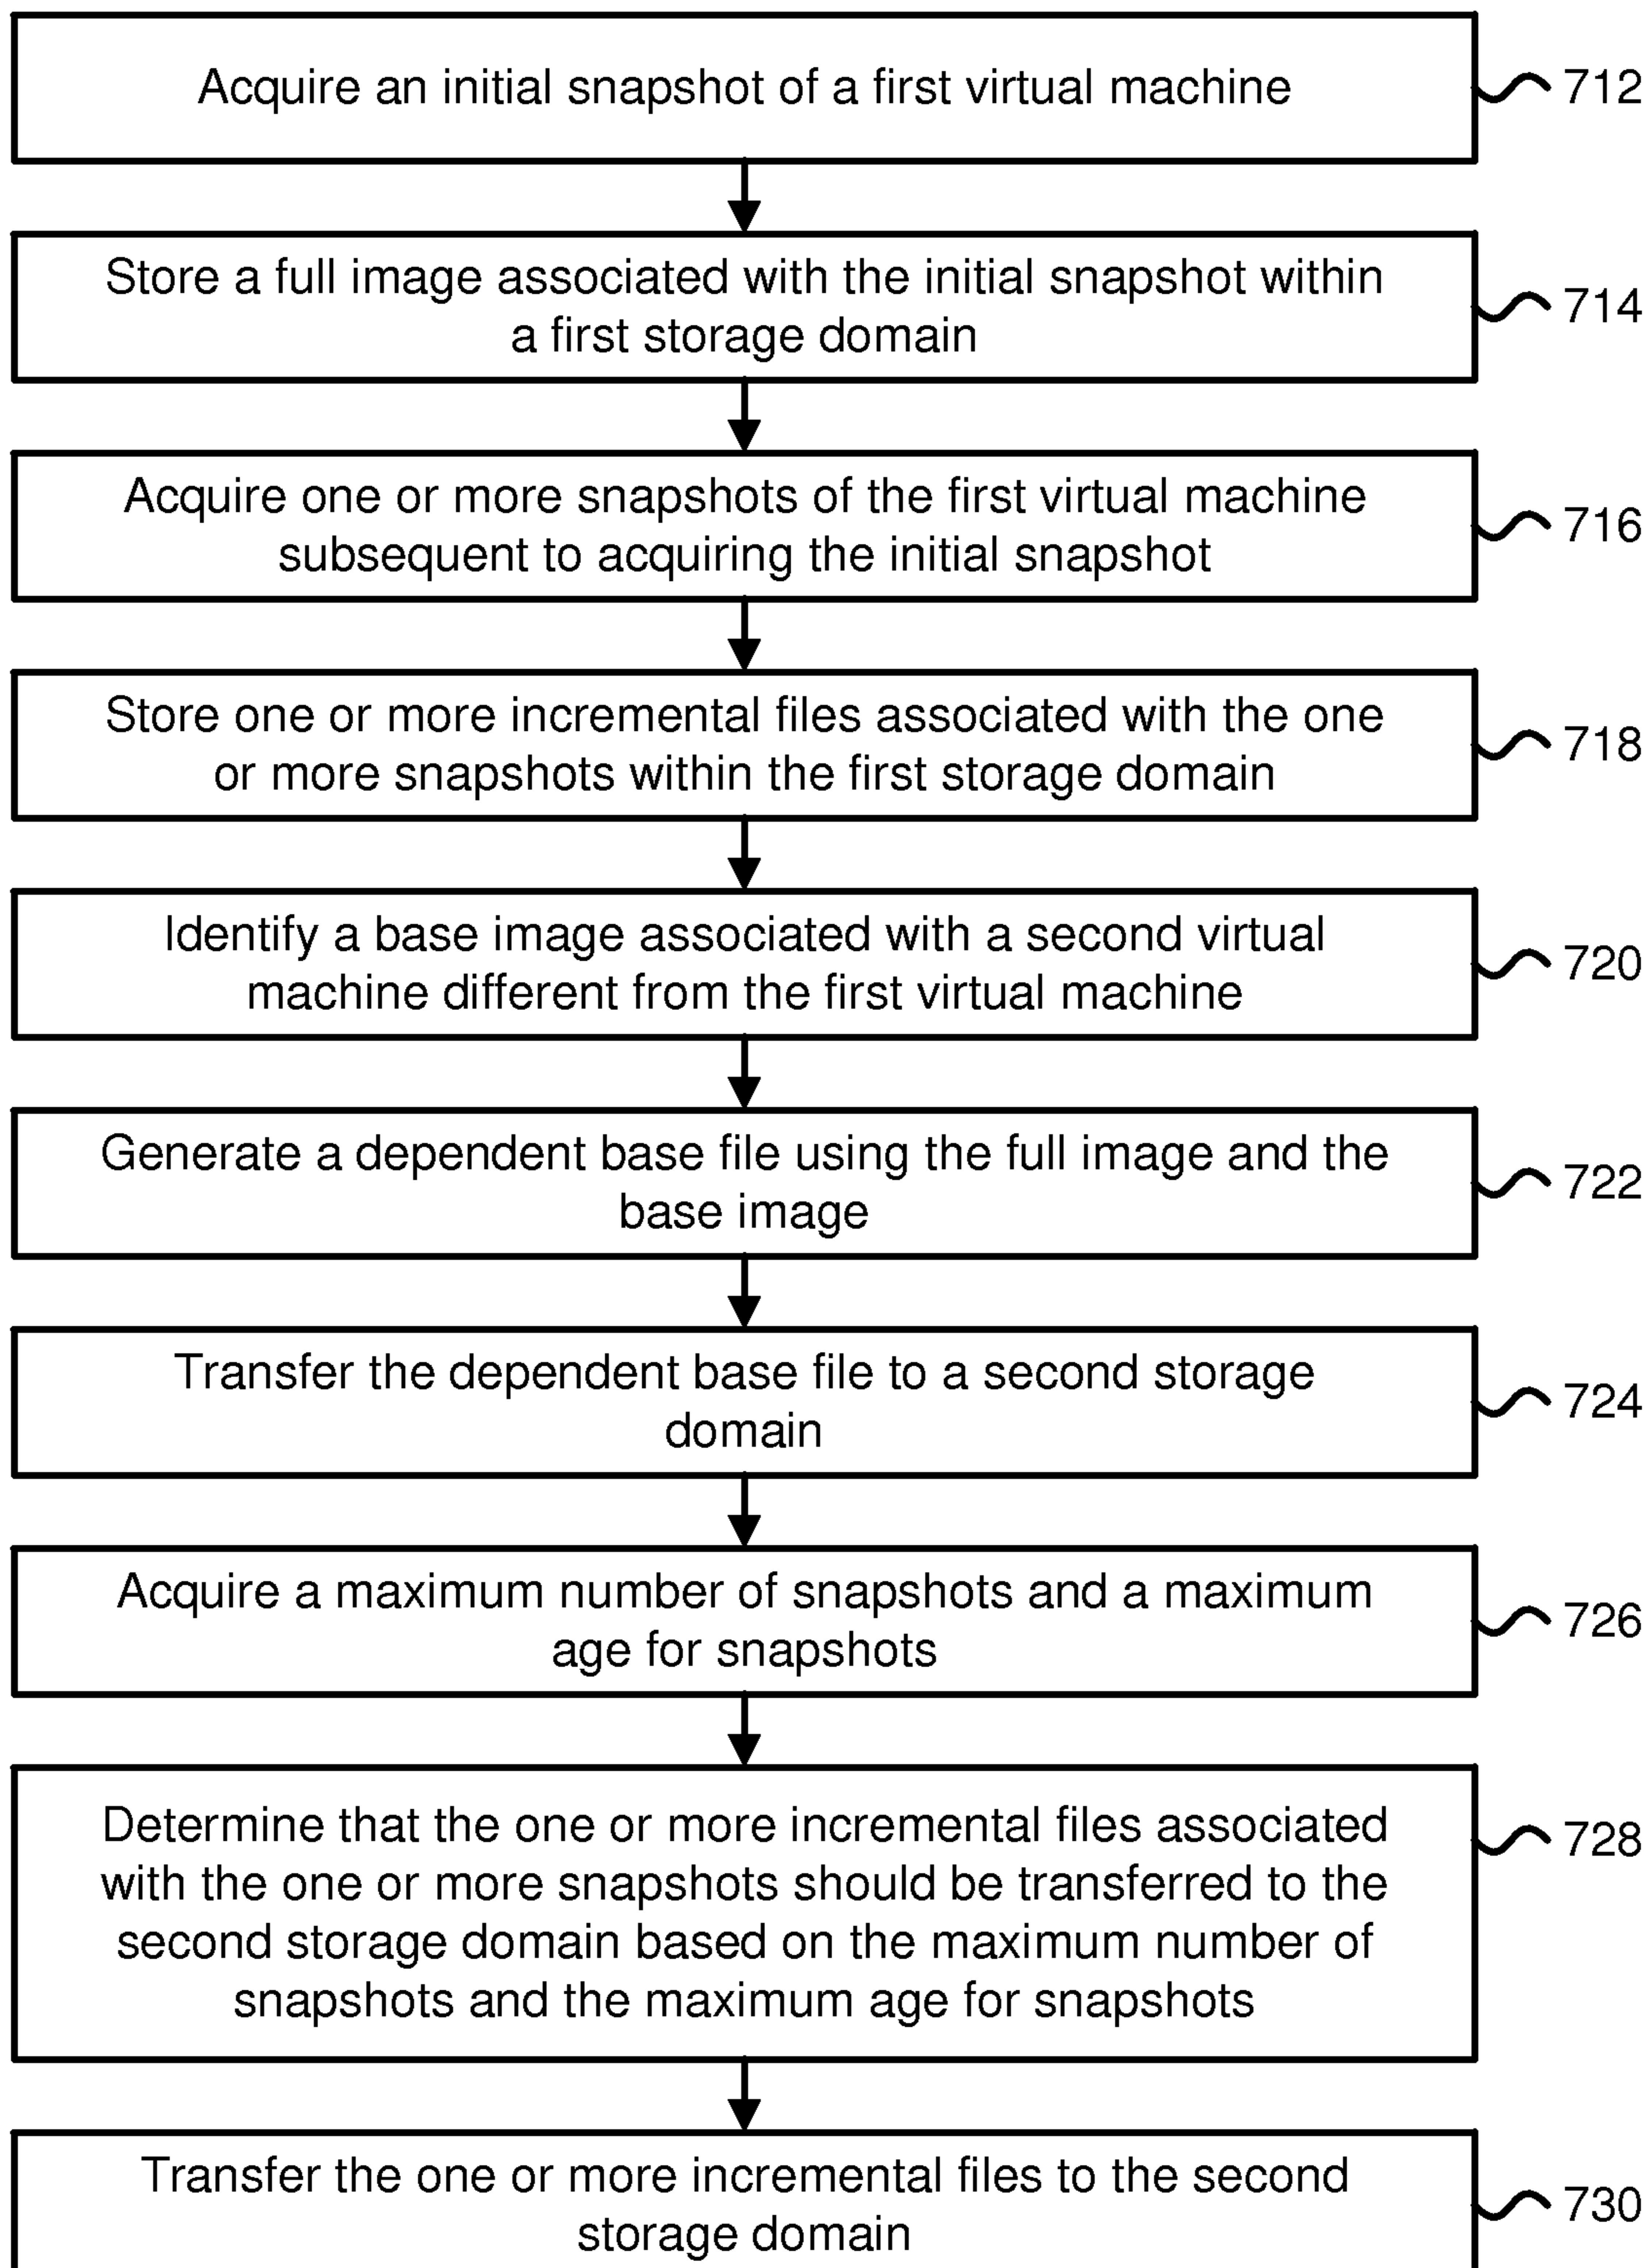 Acquire an initial snapshot of a first virtual machine
712
Store a full image associated with the initial snapshot within
a first storage domain
714
Acquire one or more snapshots of the first virtual machine
subsequent to acquiring the initial snapshot
716
Store one or more incremental files associated with the one
or more snapshots within the first storage domain
718
Identify a base image associated with a second virtual
machine different from the first virtual machine
720
Generate a dependent base file using the full image and the
base image
722
Transfer the dependent base file to a second storage
domain
724
Acquire a maximum number of snapshots and a maximum
age for snapshots
726
Determine that the one or more incremental files associated
with the one or more snapshots should be transferred to the
second storage domain based on the maximum number of
snapshots and the maximum age for snapshots
728
Transfer the one or more incremental files to the second
storage domain
730